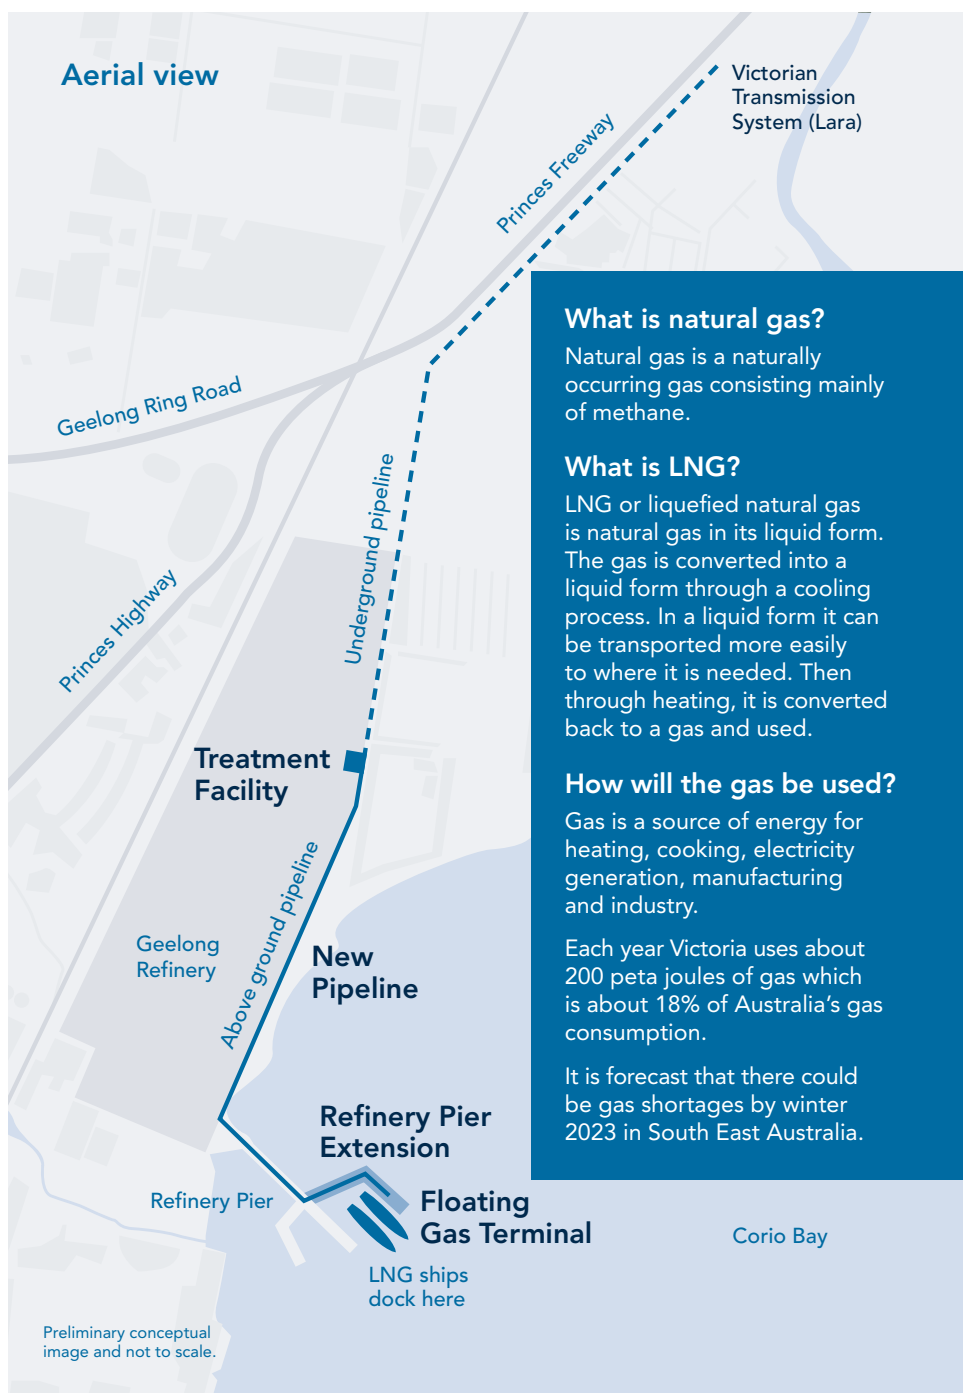 Aerial view
Victorian
Transmission
System (Lara)
Princes Freeway
Geelong Ring Road
Princes Highway
Underground pipeline
Treatment
Facility
Above ground pipeline
Geelong
Refinery
New
Pipeline
Refinery Pier
Extension
Refinery Pier
Floating
Gas Terminal
LNG ships
dock here
Corio Bay
Preliminary conceptual
image and not to scale.
What is natural gas?
Natural gas is a naturally
occurring gas consisting mainly
of methane.
What is LNG?
LNG or liquefied natural gas
is natural gas in its liquid form.
The gas is converted into a
liquid form through a cooling
process. In a liquid form it can
be transported more easily
to where it is needed. Then
through heating, it is converted
back to a gas and used.
How will the gas be used?
Gas is a source of energy for
heating, cooking, electricity
generation, manufacturing
and industry.
Each year Victoria uses about
200 peta joules of gas which
is about 18% of Australia’s gas
consumption.
It is forecast that there could
be gas shortages by winter
2023 in South East Australia.